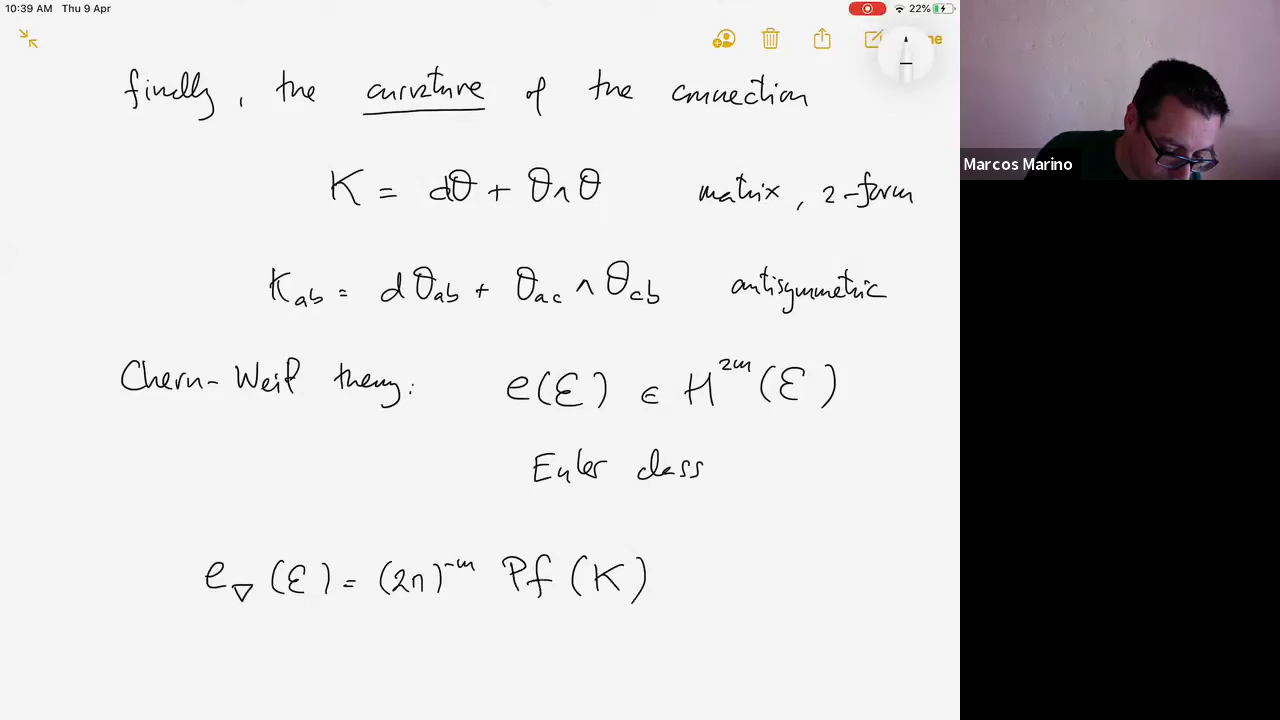 10:39 AM Thu 9 Apr
22%
finally, the curvature of the connection
K = dθ + θ∧θ matrix, 2-form
K_ab = dθ_ab + θ_ac ∧ θ_cb antisymmetric
Chern-Weil theory: e(ℰ) ∈ H^2m(ℰ)
Euler class
e_∇(ℰ) = (2π)^-m Pf(K)
Marcos Marino